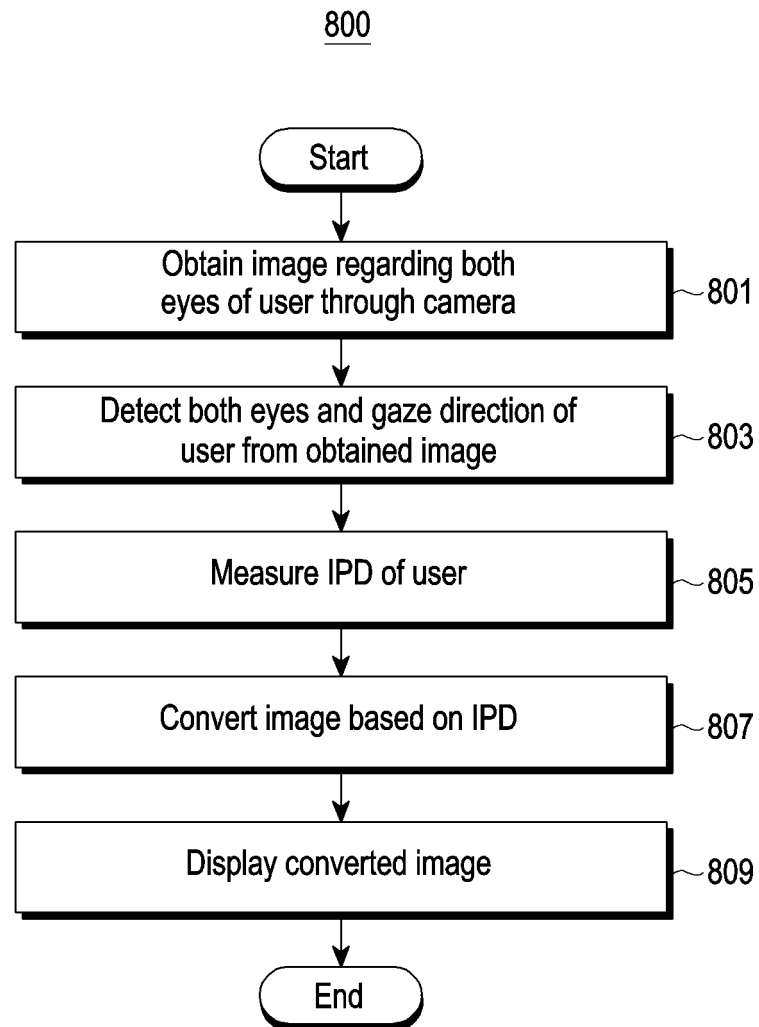 800
Start
Obtain image regarding both
eyes of user through camera
801
Detect both eyes and gaze direction of
user from obtained image
803
Measure IPD of user
805
Convert image based on IPD
807
Display converted image
809
End